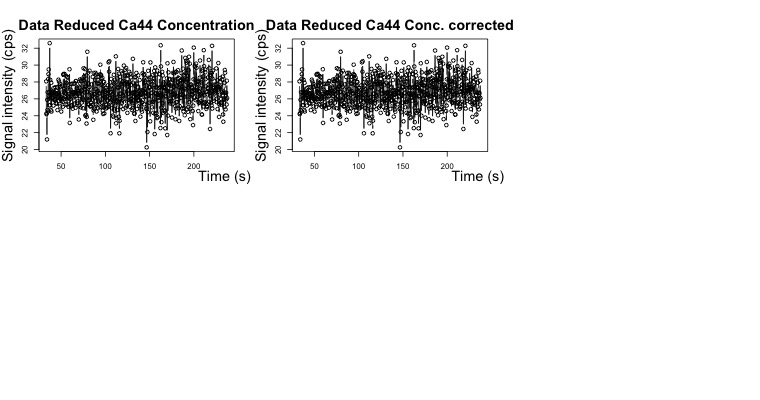 Data Reduced Ca44 Concentration
Signal intensity (cps)
32
30
28
26
24
22
20
50 100 150 200
Time (s)
Data Reduced Ca44 Conc. corrected
Signal intensity (cps)
32
30
28
26
24
22
20
50 100 150 200
Time (s)